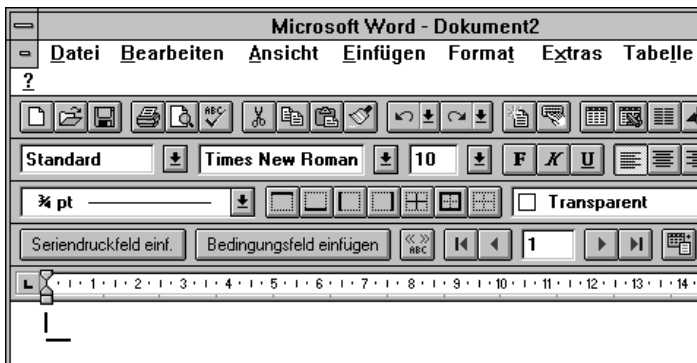 Microsoft Word - Dokument2
Datei Bearbeiten Ansicht Einfügen Format Extras Tabelle
?
ABC
Standard Times New Roman 10 F K U
¾ pt Transparent
Seriendruckfeld einf. Bedingungsfeld einfügen «» ABC 1
L 1 2 3 4 5 6 7 8 9 10 11 12 13 14